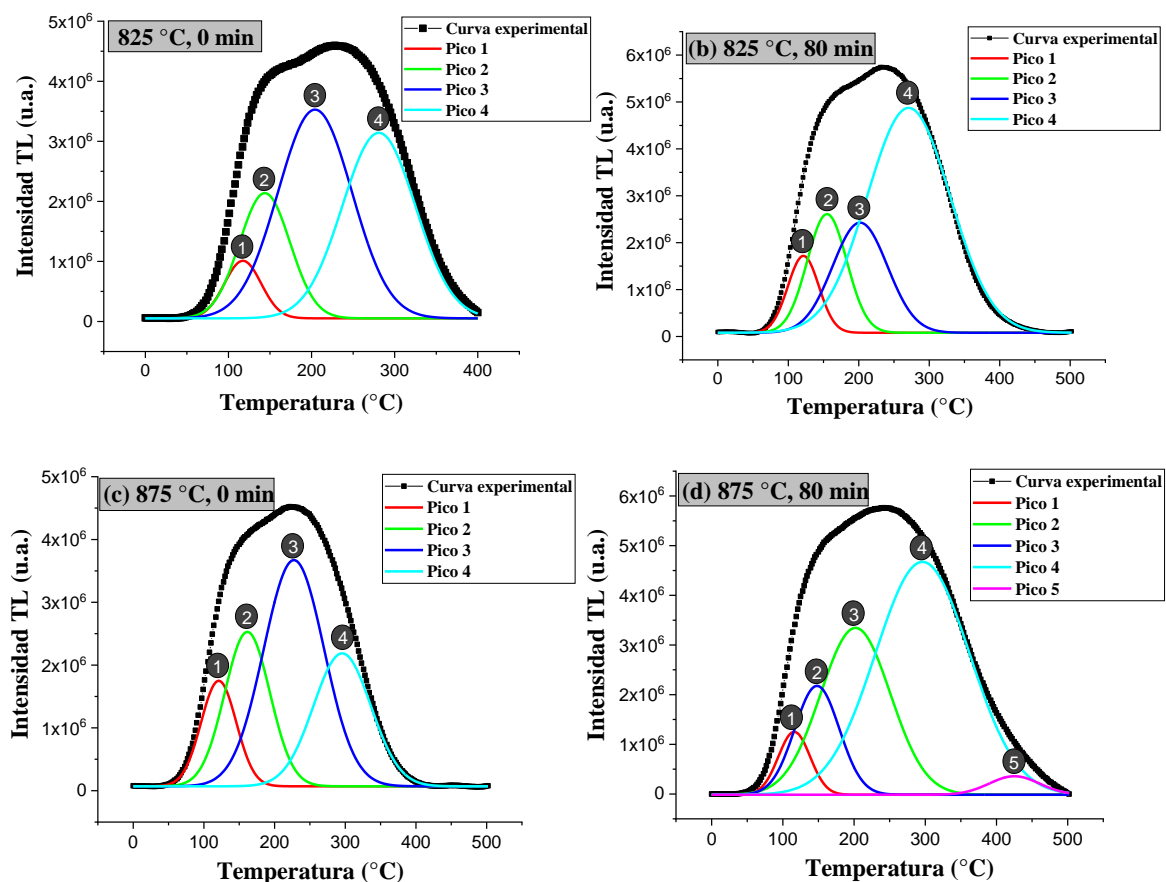 825 °C, 0 min
Curva experimental
Pico 1
Pico 2
Pico 3
Pico 4
5x10⁶
4x10⁶
3x10⁶
2x10⁶
1x10⁶
0
Intensidad TL (u.a.)
1
2
3
4
0 100 200 300 400
Temperatura (°C)
(b) 825 °C, 80 min
Curva experimental
Pico 1
Pico 2
Pico 3
Pico 4
6x10⁶
5x10⁶
4x10⁶
3x10⁶
2x10⁶
1x10⁶
0
Intensidad TL (u.a.)
1
2
3
4
0 100 200 300 400 500
Temperatura (°C)
(c) 875 °C, 0 min
Curva experimental
Pico 1
Pico 2
Pico 3
Pico 4
5x10⁶
4x10⁶
3x10⁶
2x10⁶
1x10⁶
0
Intensidad TL (u.a.)
1
2
3
4
0 100 200 300 400 500
Temperatura (°C)
(d) 875 °C, 80 min
Curva experimental
Pico 1
Pico 2
Pico 3
Pico 4
Pico 5
6x10⁶
5x10⁶
4x10⁶
3x10⁶
2x10⁶
1x10⁶
0
Intensidad TL (u.a.)
1
2
3
4
5
0 100 200 300 400 500
Temperatura (°C)